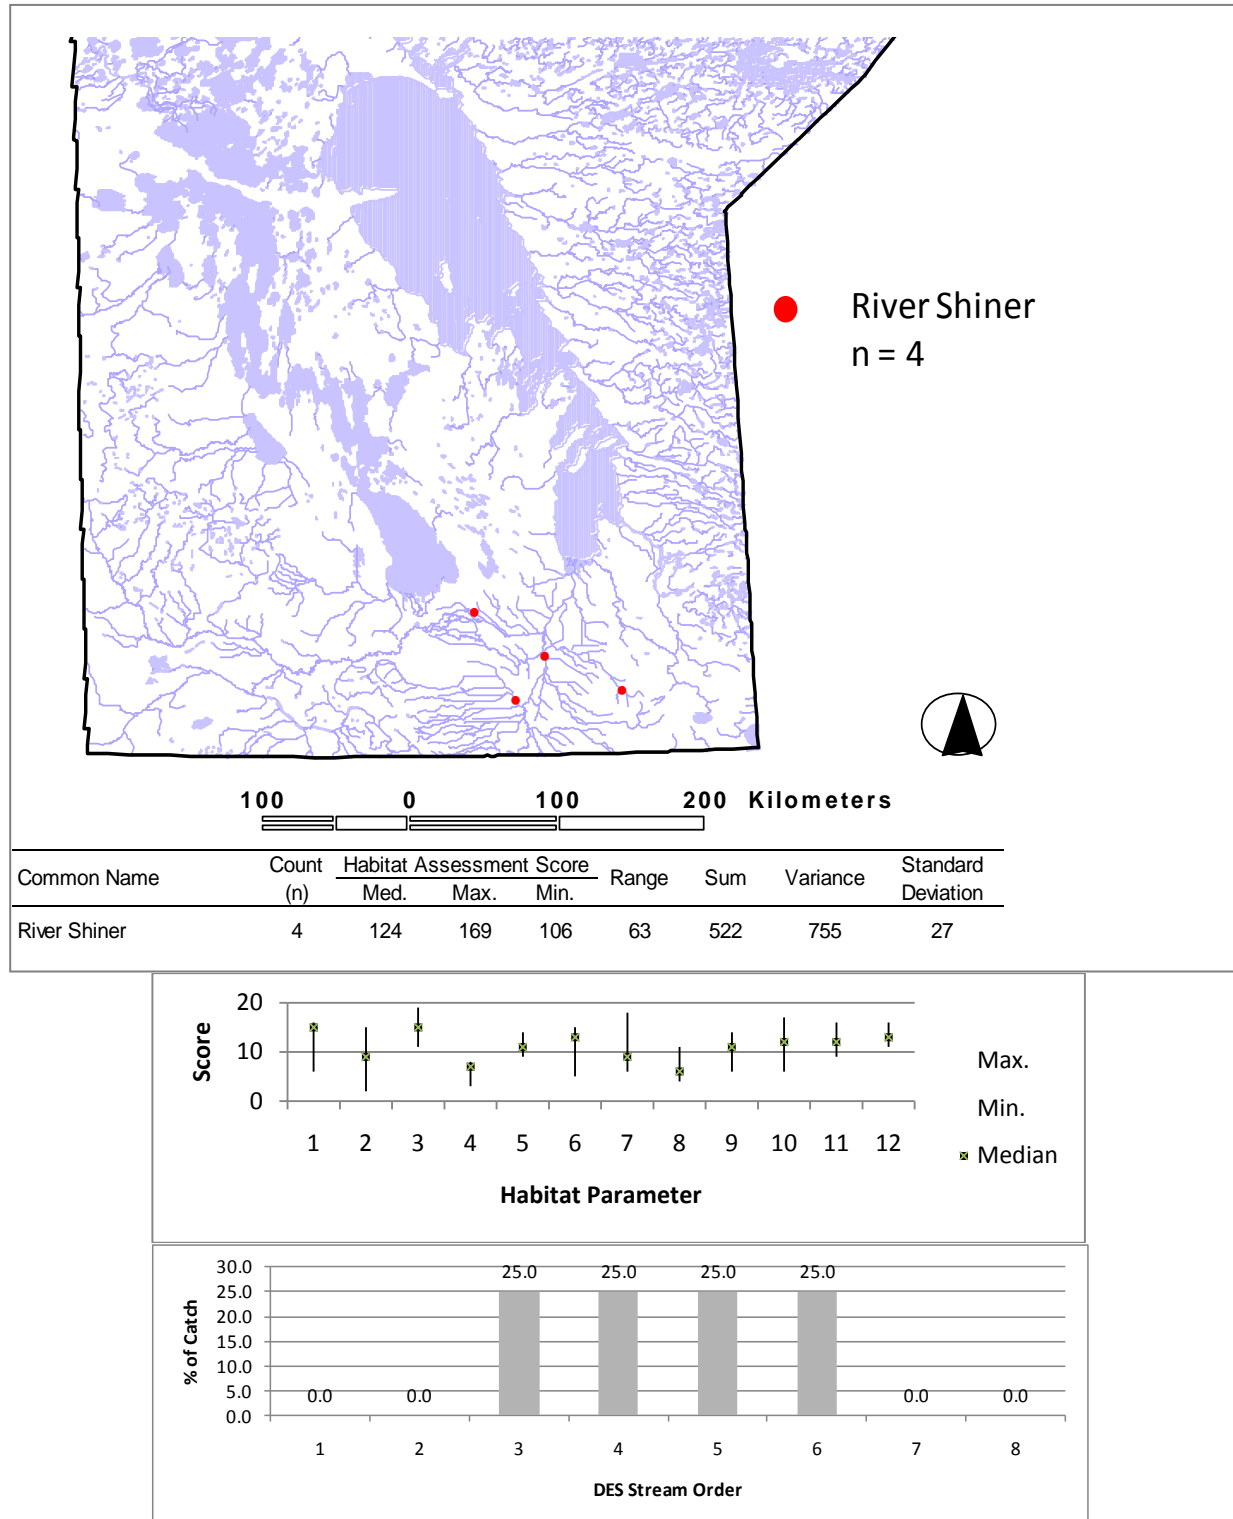 River Shiner
n = 4
100 0 100 200 Kilometers
Common Name Count (n) Habitat Assessment Score Range Sum Variance Standard Deviation
Med. Max. Min.
River Shiner 4 124 169 106 63 522 755 27
Score
20
10
0
1 2 3 4 5 6 7 8 9 10 11 12
Habitat Parameter
Max.
Min.
Median
% of Catch
30.0
25.0
20.0
15.0
10.0
5.0
0.0
0.0 0.0 25.0 25.0 25.0 25.0 0.0 0.0
1 2 3 4 5 6 7 8
DES Stream Order